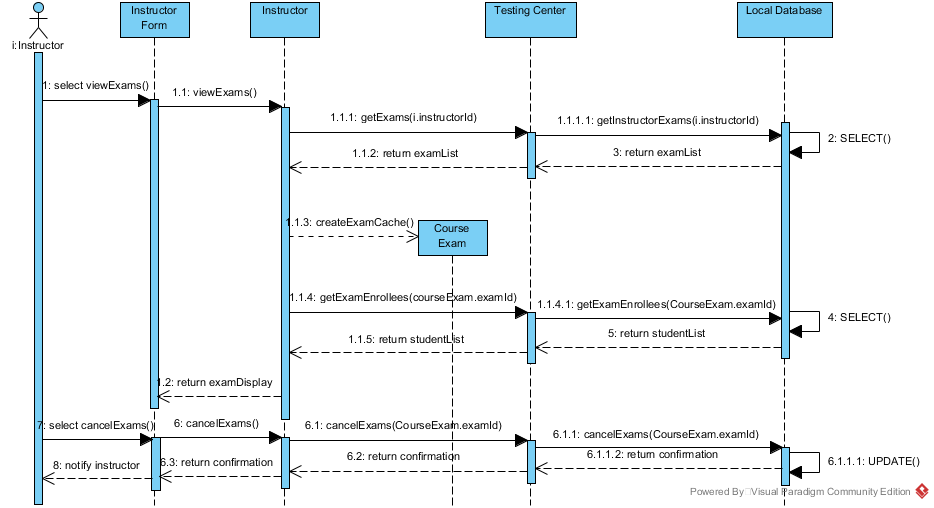 Instructor
Form
Instructor
Testing Center
Local Database
i:Instructor
1: select viewExams()
1.1: viewExams()
1.1.1: getExams(i.instructorId)
1.1.1.1: getInstructorExams(i.instructorId)
2: SELECT()
1.1.2: return examList
3: return examList
1.1.3: createExamCache()
Course
Exam
1.1.4: getExamEnrollees(courseExam.examId)
1.1.4.1: getExamEnrollees(CourseExam.examId)
4: SELECT()
1.1.5: return studentList
5: return studentList
1.2: return examDisplay
7: select cancelExams()
6: cancelExams()
6.1: cancelExams(CourseExam.examId)
6.1.1: cancelExams(CourseExam.examId)
8: notify instructor
6.3: return confirmation
6.2: return confirmation
6.1.1.2: return confirmation
6.1.1.1: UPDATE()
Powered By Visual Paradigm Community Edition